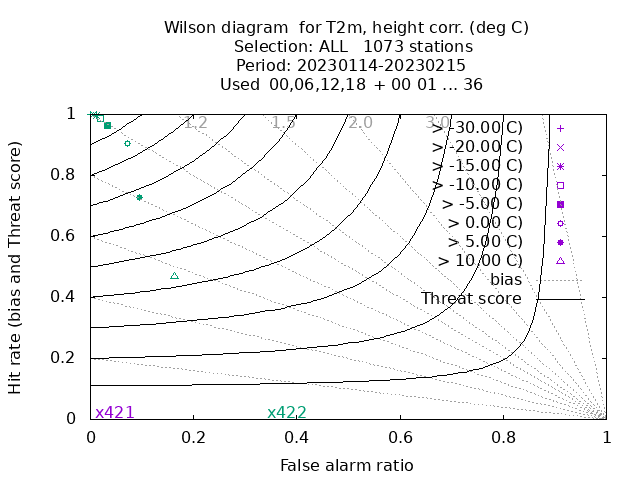 Wilson diagram  for T2m, height corr. (deg C)
Selection: ALL   1073 stations
Period: 20230114-20230215
Used  00,06,12,18  + 00 01 ... 36
1.2 1.5 2.0 3.0
> -30.00 C)
> -20.00 C)
> -15.00 C)
> -10.00 C)
> -5.00 C)
> 0.00 C)
> 5.00 C)
> 10.00 C)
bias
Threat score
1
0.8
0.6
0.4
0.2
0
Hit rate (bias and Threat score)
x421 x422
0 0.2 0.4 0.6 0.8 1
False alarm ratio